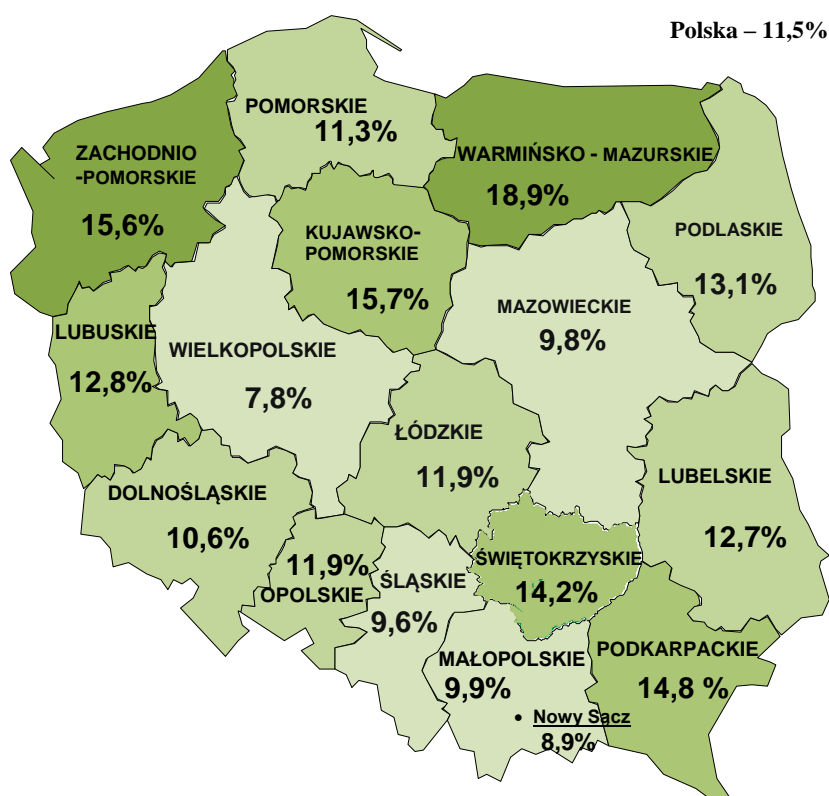 Polska – 11,5%
POMORSKIE
11,3%
ZACHODNIO
-POMORSKIE
15,6%
WARMIŃSKO - MAZURSKIE
18,9%
KUJAWSKO-
POMORSKIE
15,7%
PODLASKIE
13,1%
MAZOWIECKIE
9,8%
LUBUSKIE
12,8%
WIELKOPOLSKIE
7,8%
ŁÓDZKIE
11,9%
LUBELSKIE
12,7%
DOLNOŚLĄSKIE
10,6%
11,9%
OPOLSKIE
ŚLĄSKIE
9,6%
ŚWIĘTOKRZYSKIE
14,2%
MAŁOPOLSKIE
9,9%
• Nowy Sącz
8,9%
PODKARPACKIE
14,8 %